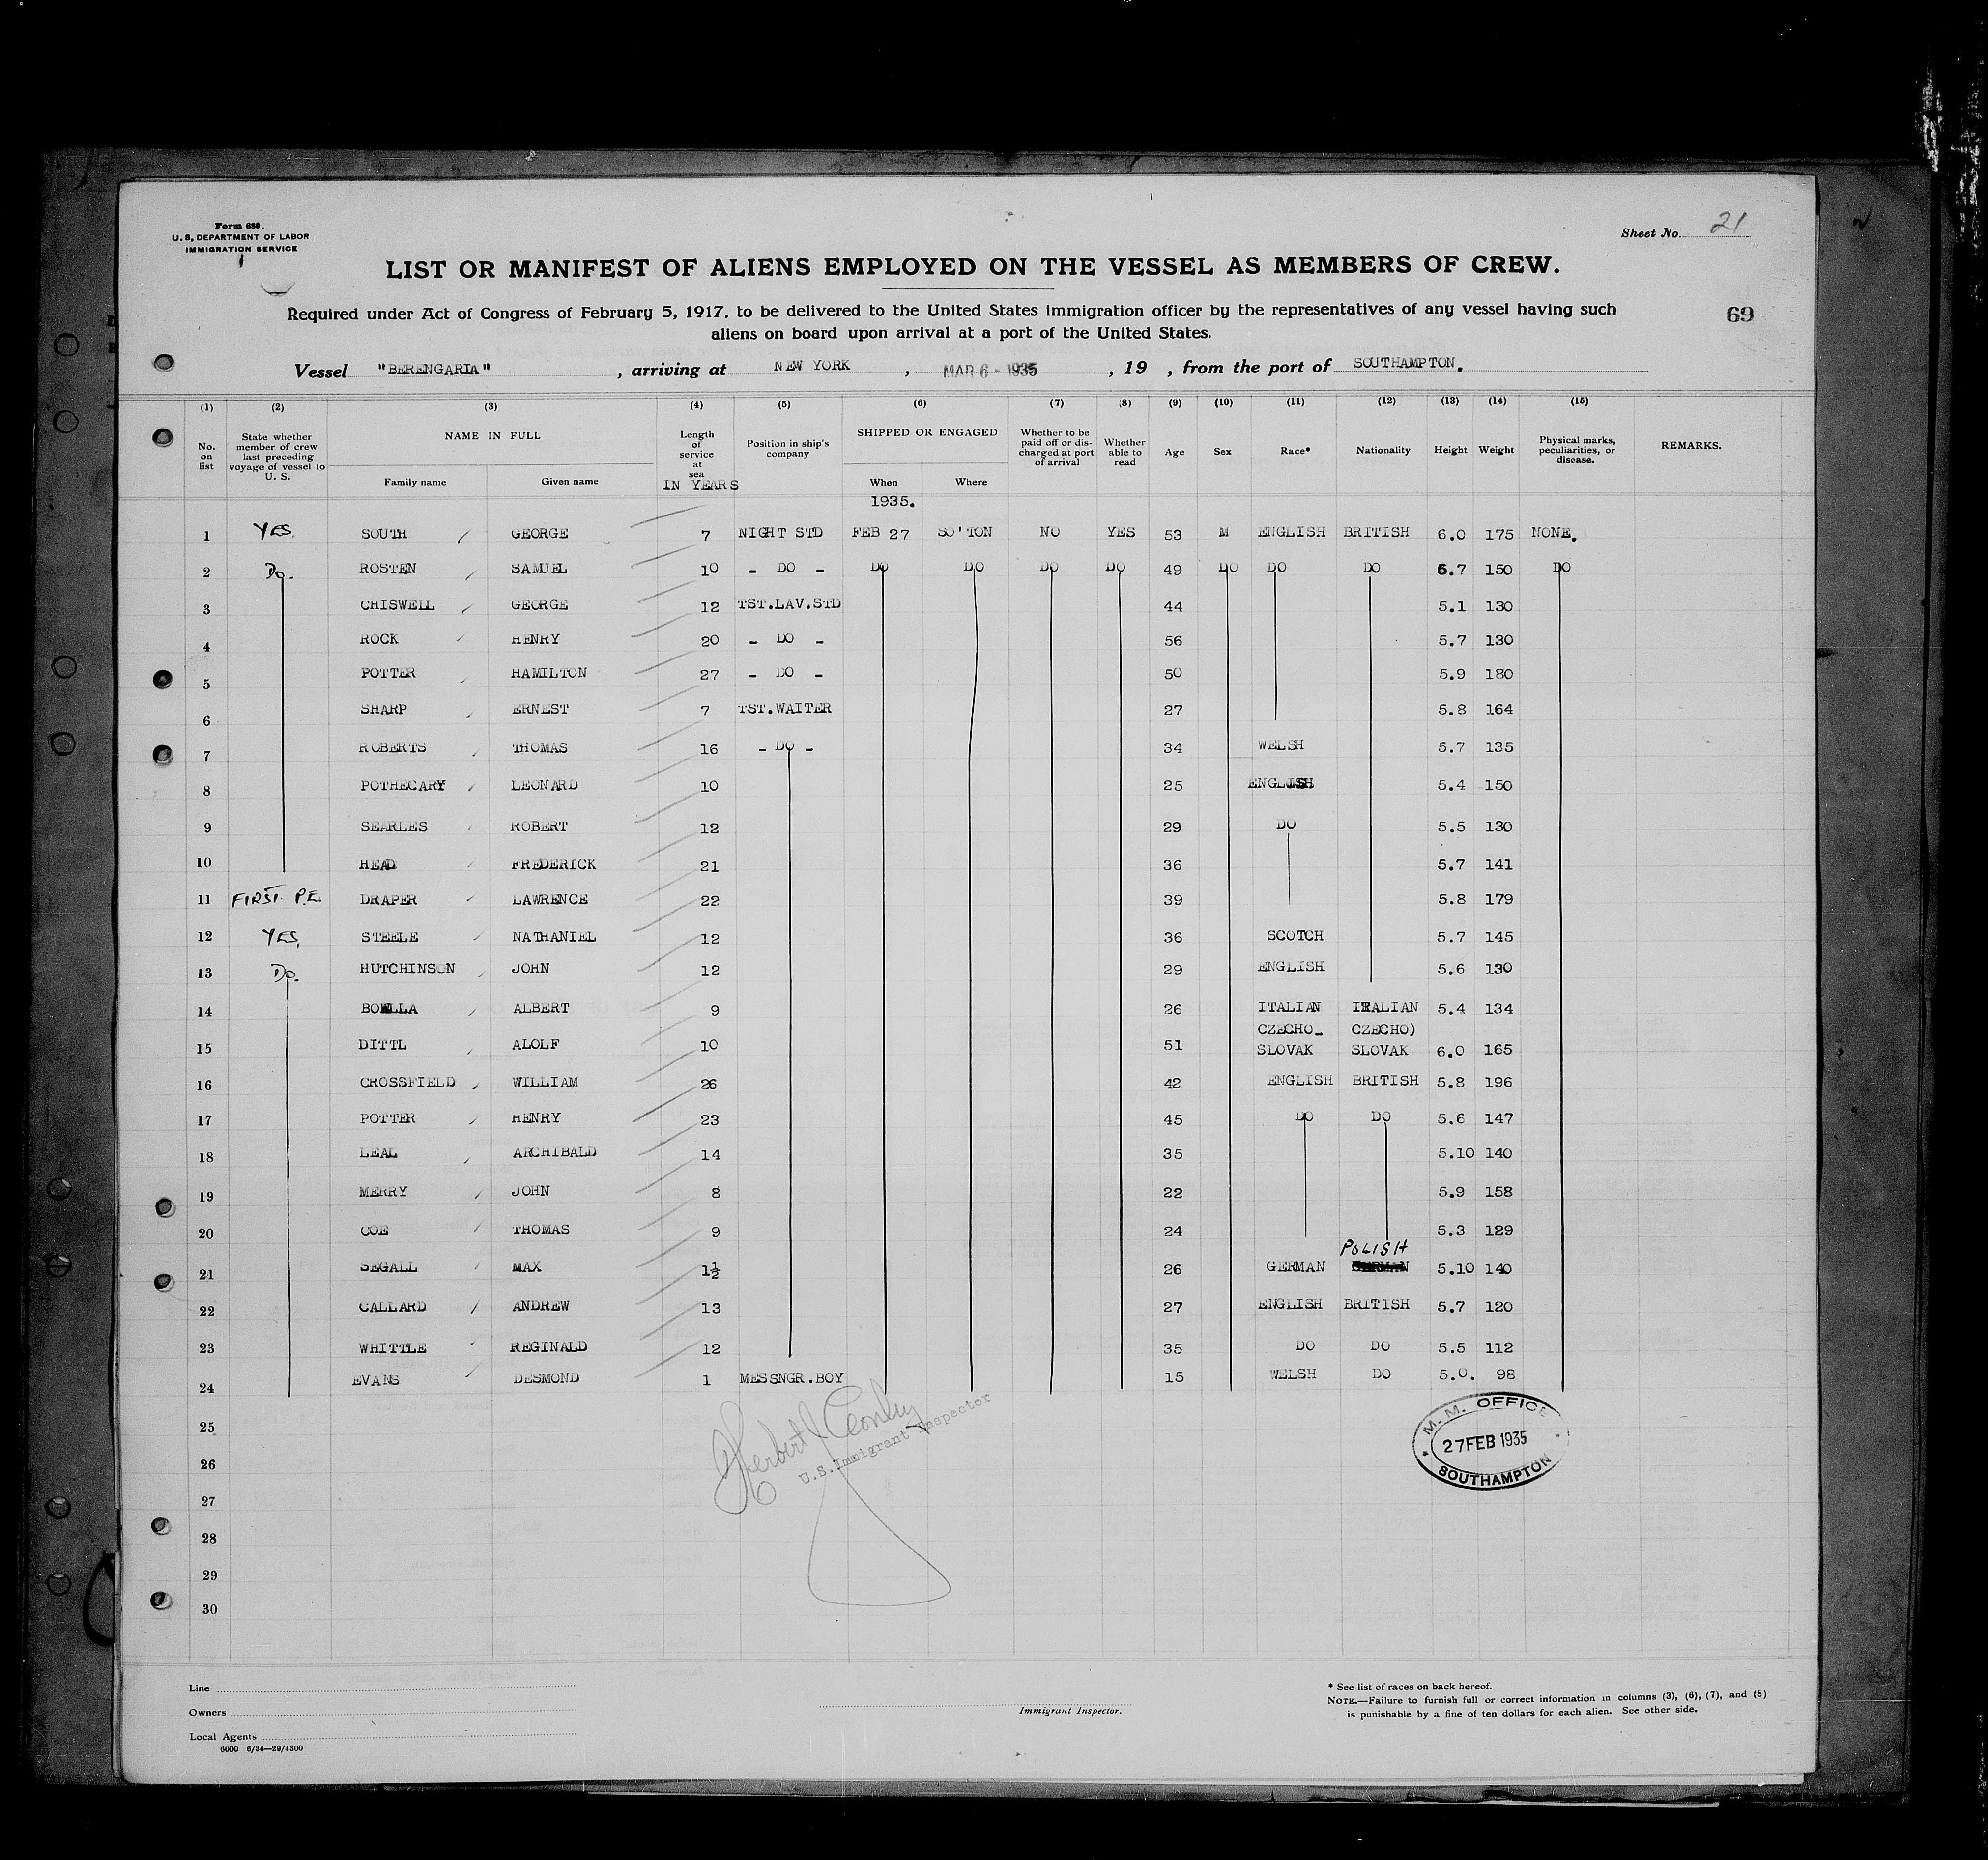 Form 680.
U. S. DEPARTMENT OF LABOR
IMMIGRATION SERVICE
Sheet No. 21
LIST OR MANIFEST OF ALIENS EMPLOYED ON THE VESSEL AS MEMBERS OF CREW.
Required under Act of Congress of February 5, 1917, to be delivered to the United States immigration officer by the representatives of any vessel having such
aliens on board upon arrival at a port of the United States.
69
Vessel "BERENGARIA", arriving at NEW YORK, MAR 6 - 1935, 19 , from the port of SOUTHAMPTON.
(1) (2) (3) (4) (5) (6) (7) (8) (9) (10) (11) (12) (13) (14) (15)
No. on list State whether member of crew last preceding voyage of vessel to U. S. NAME IN FULL Family name Given name Length of service at sea IN YEARS Position in ship's company SHIPPED OR ENGAGED When Where Whether to be paid off or discharged at port of arrival Whether able to read Age Sex Race* Nationality Height Weight Physical marks, peculiarities, or disease. REMARKS.
1935.
1 YES SOUTH GEORGE 7 NIGHT STD FEB 27 SO'TON NO YES 53 M ENGLISH BRITISH 6.0 175 NONE.
2 Do. ROSTEN SAMUEL 10 - DO - DO DO DO DO 49 DO DO DO 5.7 150 DO
3 CHISWELL GEORGE 12 TST.LAV.STD 44 5.1 130
4 ROCK HENRY 20 - DO - 56 5.7 130
5 POTTER HAMILTON 27 - DO - 50 5.9 180
6 SHARP ERNEST 7 TST.WAITER 27 5.8 164
7 ROBERTS THOMAS 16 - DO - 34 WELSH 5.7 135
8 POTHECARY LEONARD 10 25 ENGLISH 5.4 150
9 SEARLES ROBERT 12 29 DO 5.5 130
10 HEAD FREDERICK 21 36 5.7 141
11 FIRST P.E. DRAPER LAWRENCE 22 39 5.8 179
12 YES, STEELE NATHANIEL 12 36 SCOTCH 5.7 145
13 Do. HUTCHINSON JOHN 12 29 ENGLISH 5.6 130
14 ALBERT 9 26 ITALIAN ITALIAN 5.4 134
CZECHO- CZECHO)
15 DITTL ALOLF 10 51 SLOVAK SLOVAK 6.0 165
16 CROSSFIELD WILLIAM 26 42 ENGLISH BRITISH 5.8 196
17 POTTER HENRY 23 45 DO DO 5.6 147
18 LEAL ARCHIBALD 14 35 5.10 140
19 MERRY JOHN 8 22 5.9 158
20 COE THOMAS 9 24 5.3 129
POLISH
21 SEGALL MAX 1½ 26 GERMAN GERMAN 5.10 140
22 CALLARD ANDREW 13 27 ENGLISH BRITISH 5.7 120
23 WHITTLE REGINALD 12 35 DO DO 5.5 112
24 EVANS DESMOND 1 MESSNGR.BOY 15 WELSH DO 5.0. 98
25
26
27
28
29
30
Herbert J
U.S. Immigrant Inspector
M. M. OFFICE
27 FEB 1935
SOUTHAMPTON
Line
Owners
Local Agents
6000 6/34—29/4300
Immigrant Inspector.
* See list of races on back hereof.
NOTE.—Failure to furnish full or correct information in columns (3), (6), (7), and (8)
is punishable by a fine of ten dollars for each alien. See other side.